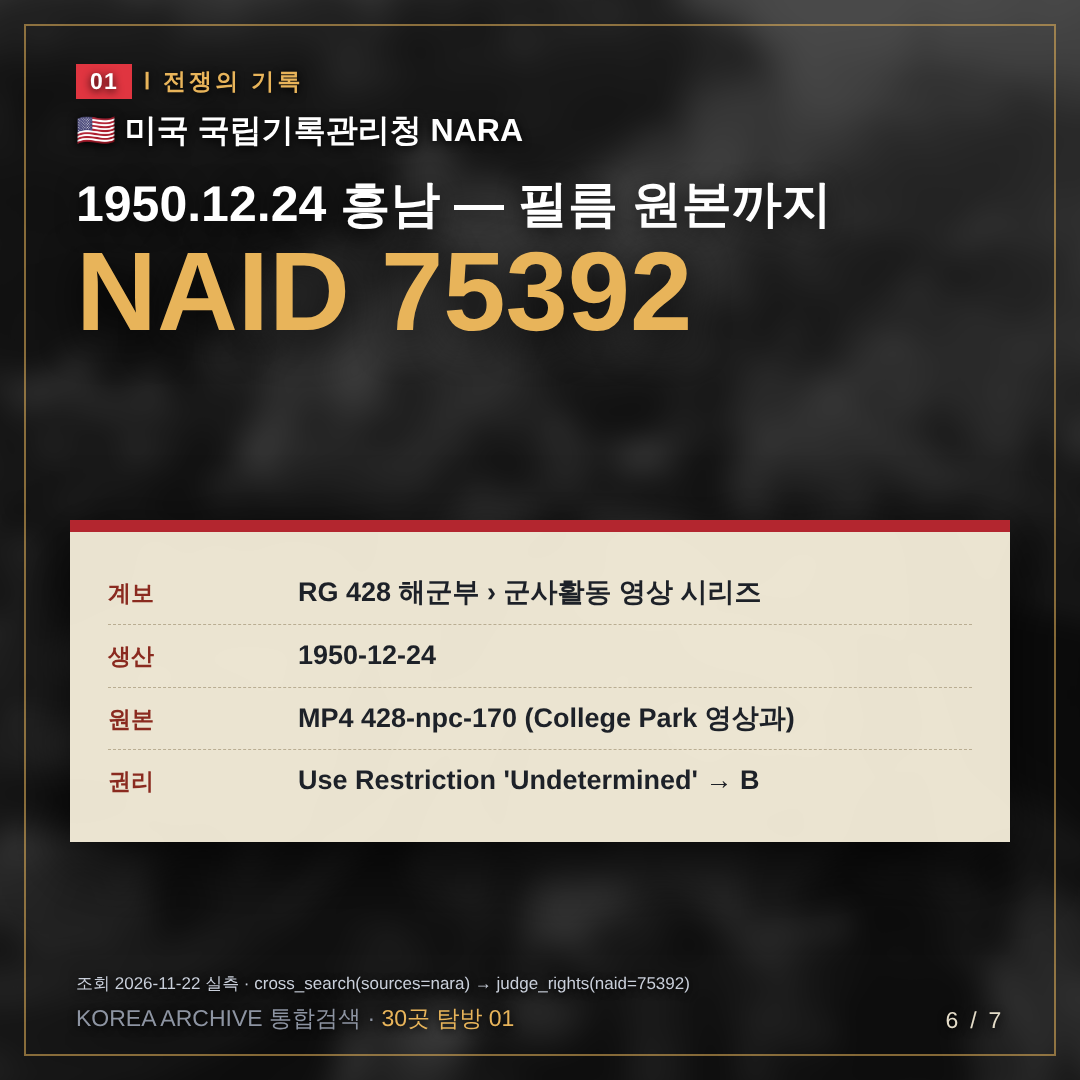 01 Ⅰ 전쟁의 기록
🇺🇸 미국 국립기록관리청 NARA
1950.12.24 흥남 — 필름 원본까지
NAID 75392
계보 RG 428 해군부 › 군사활동 영상 시리즈
생산 1950-12-24
원본 MP4 428-npc-170 (College Park 영상과)
권리 Use Restriction 'Undetermined' → B
조회 2026-11-22 실측 · cross_search(sources=nara) → judge_rights(naid=75392)
KOREA ARCHIVE 통합검색 · 30곳 탐방 01
6 / 7